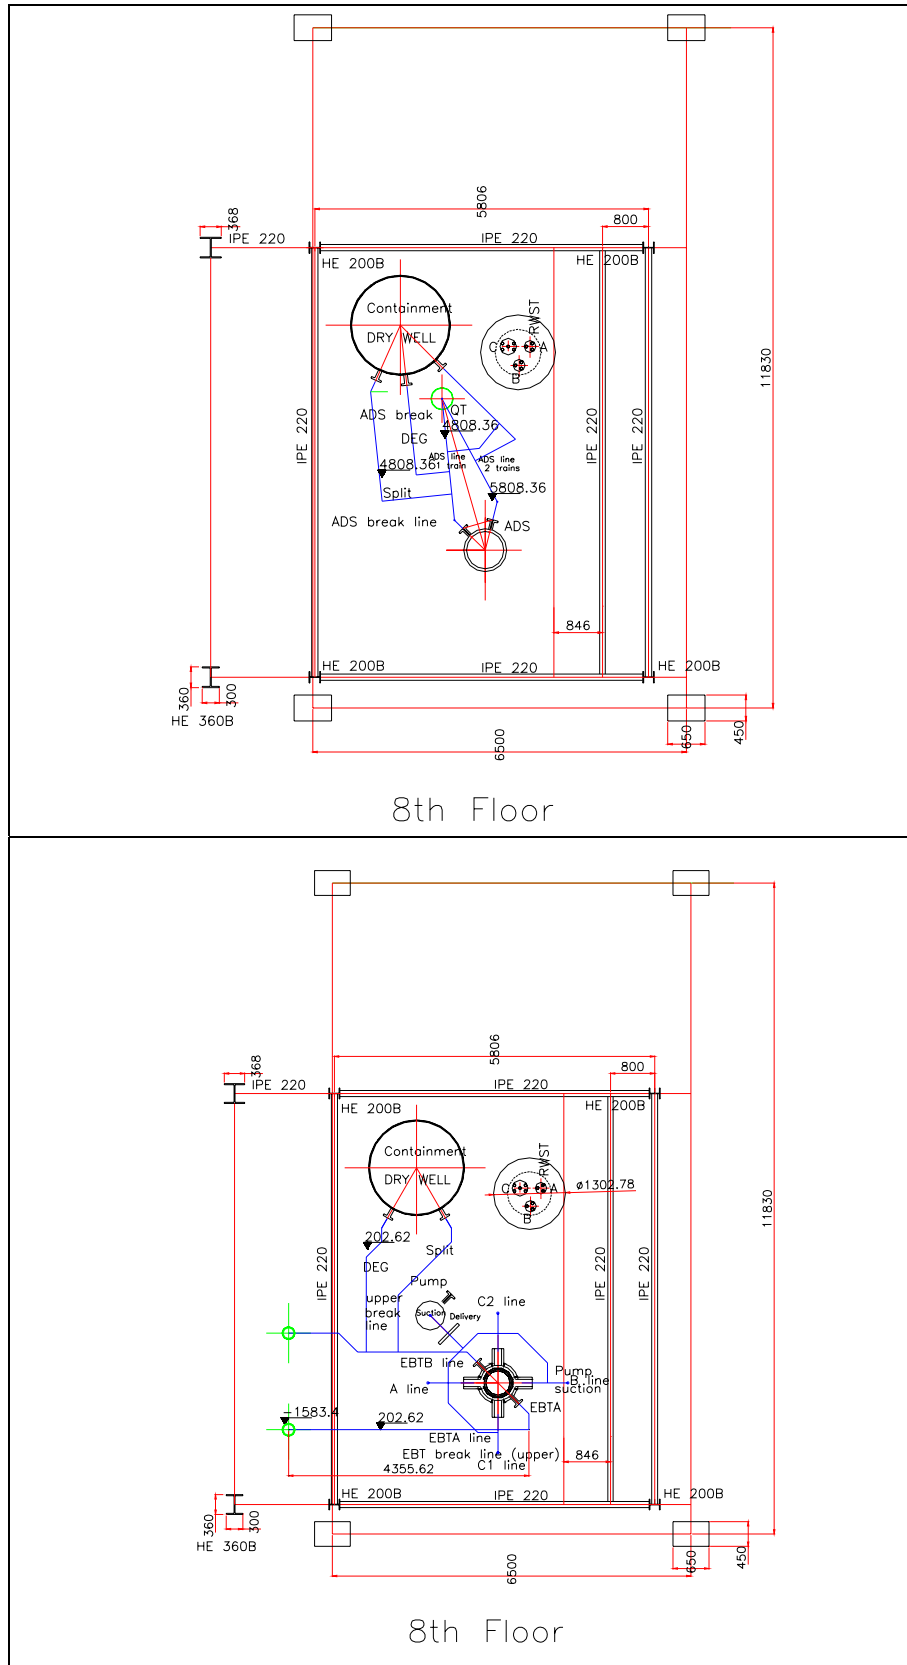 5806
368
IPE 220
IPE 220
800
HE 200B
HE 200B
Containment
DRY WELL
RWST
C
A
B
11830
IPE 220
IPE 220
IPE 220
ADS break
QT
4808.36
DEG
ADS line
1 train
ADS line
2 trains
4808.36
5808.36
Split
ADS break line
ADS
846
HE 200B
IPE 220
HE 200B
360
300
HE 360B
650
450
6500
8th Floor
5806
368
IPE 220
IPE 220
800
HE 200B
HE 200B
Containment
DRY WELL
RWST
C
A
B
ø1302.78
11830
IPE 220
IPE 220
IPE 220
202.62
Split
DEG
Pump
upper
break
line
Suction
Delivery
C2 line
EBTB line
Pump
suction
A line
B line
EBTA
-1583.4
202.62
EBTA line
EBT break line (upper)
C1 line
846
4355.62
HE 200B
IPE 220
HE 200B
360
300
HE 360B
650
450
6500
8th Floor